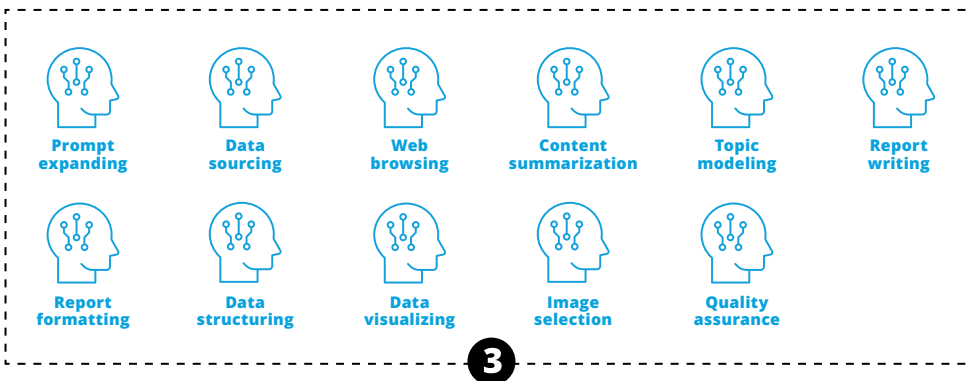 Prompt
expanding
Data
sourcing
Web
browsing
Content
summarization
Topic
modeling
Report
writing
Report
formatting
Data
structuring
Data
visualizing
Image
selection
Quality
assurance
3